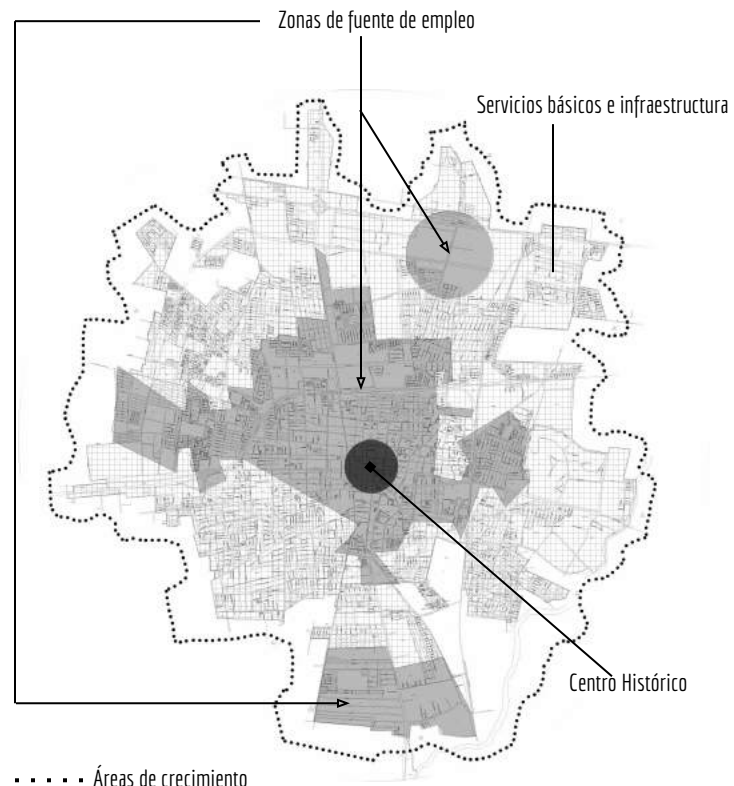 Zonas de fuente de empleo
Servicios básicos e infraestructura
Centro Histórico
Áreas de crecimiento